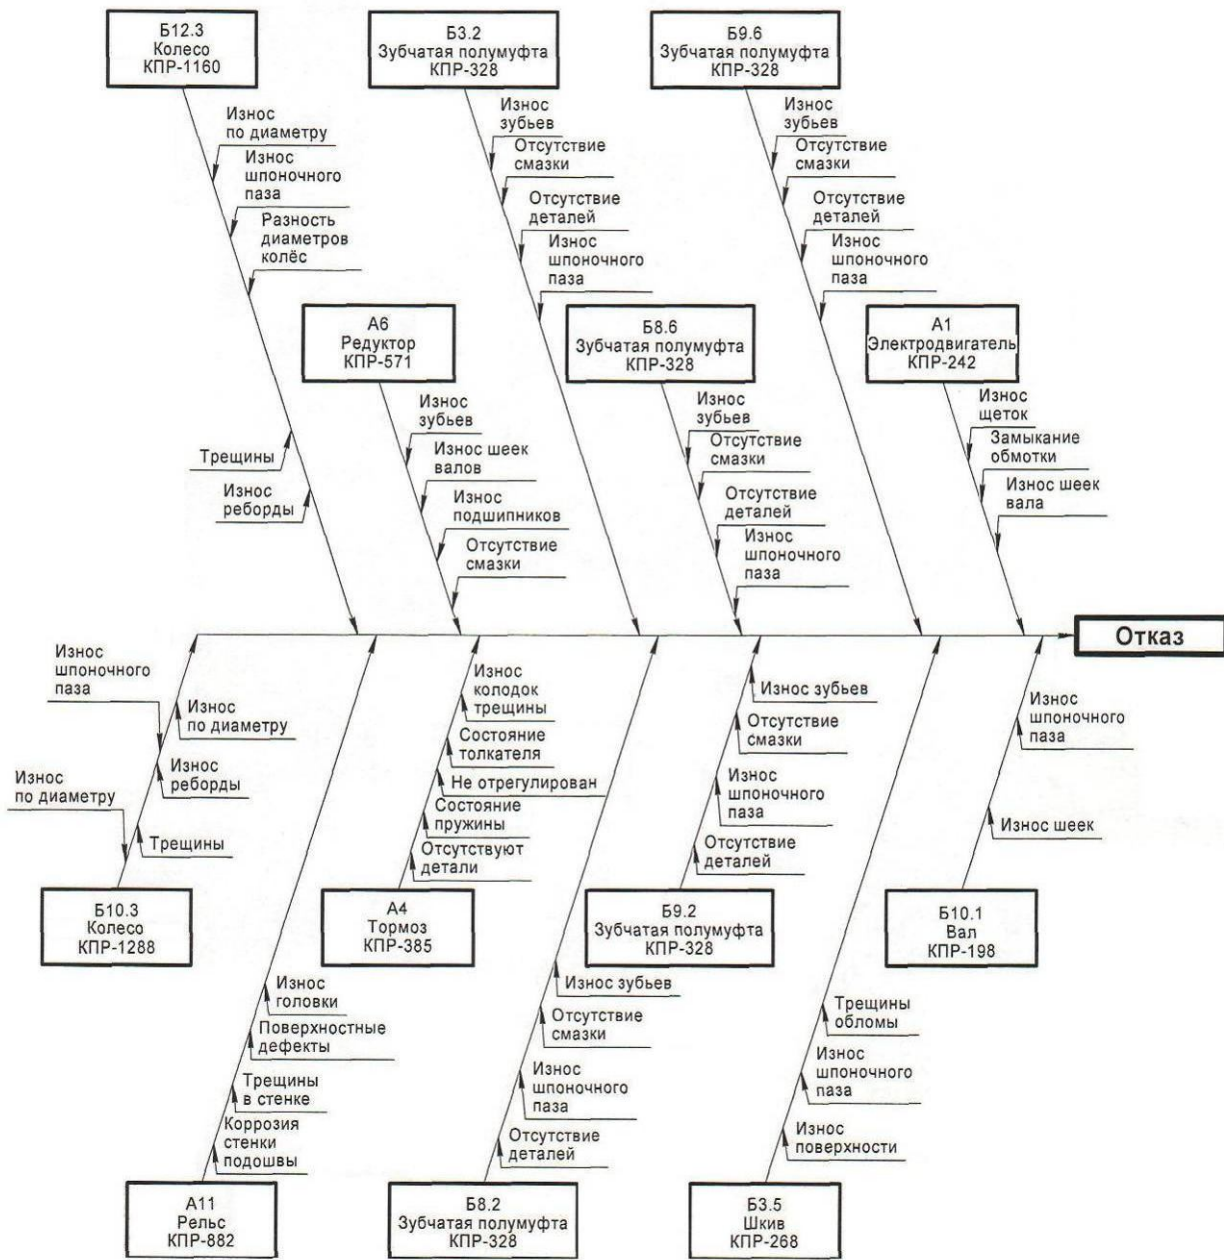 Б12.3
Колесо
КПР-1160
Б3.2
Зубчатая полумуфта
КПР-328
Б9.6
Зубчатая полумуфта
КПР-328
Износ
по диаметру
Износ
шпоночного
паза
Разность
диаметров
колёс
Трещины
Износ
реборды
Износ
зубьев
Отсутствие
смазки
Отсутствие
деталей
Износ
шпоночного
паза
Износ
зубьев
Отсутствие
смазки
Отсутствие
деталей
Износ
шпоночного
паза
А6
Редуктор
КПР-571
Б8.6
Зубчатая полумуфта
КПР-328
А1
Электродвигатель
КПР-242
Износ
зубьев
Износ шеек
валов
Износ
подшипников
Отсутствие
смазки
Износ
зубьев
Отсутствие
смазки
Отсутствие
деталей
Износ
шпоночного
паза
Износ
щеток
Замыкание
обмотки
Износ шеек
вала
Отказ
Износ
шпоночного
паза
Износ
по диаметру
Износ
реборды
Износ
по диаметру
Трещины
Износ
колодок
трещины
Состояние
толкателя
Не отрегулирован
Состояние
пружины
Отсутствуют
детали
Износ зубьев
Отсутствие
смазки
Износ
шпоночного
паза
Отсутствие
деталей
Износ
шпоночного
паза
Износ шеек
Б10.3
Колесо
КПР-1288
А4
Тормоз
КПР-385
Б9.2
Зубчатая полумуфта
КПР-328
Б10.1
Вал
КПР-198
Износ
головки
Поверхностные
дефекты
Трещины
в стенке
Коррозия
стенки
подошвы
Износ зубьев
Отсутствие
смазки
Износ
шпоночного
паза
Отсутствие
деталей
Трещины
обломы
Износ
шпоночного
паза
Износ
поверхности
А11
Рельс
КПР-882
Б8.2
Зубчатая полумуфта
КПР-328
Б3.5
Шкив
КПР-268